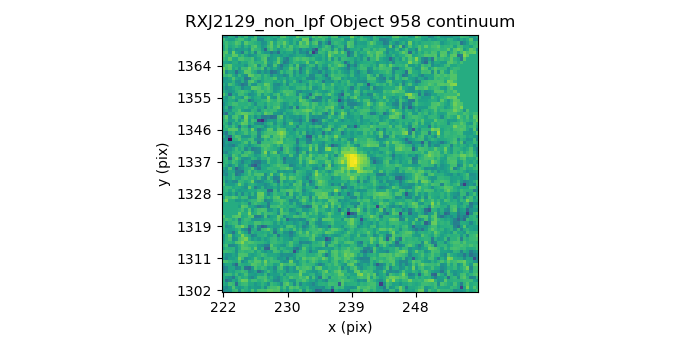 RXJ2129_non_lpf Object 958 continuum
1364
1355
1346
1337
1328
1319
1311
1302
222 230 239 248
x (pix)
y (pix)